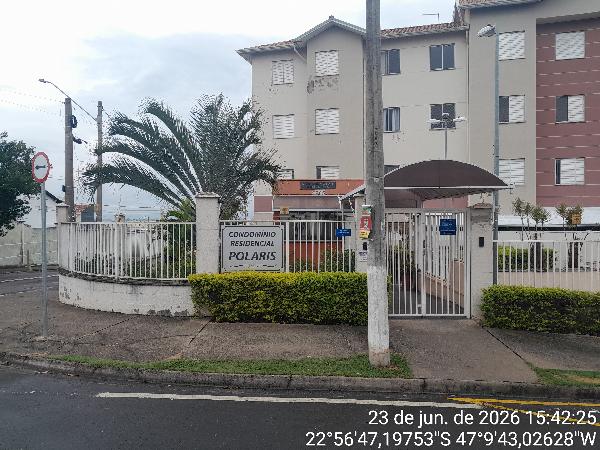 CONDOMÍNIO
RESIDENCIAL
POLARIS
23 de jun. de 2026 15:42:25
22°56'47,19753"S 47°9'43,02628"W